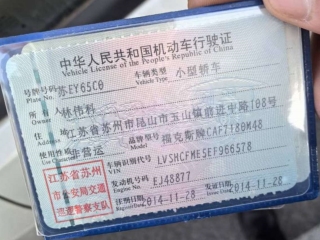 中华人民共和国机动车行驶证
Vehicle License of the People's Republic of China
号牌号码 苏EY65C0 车辆类型 小型轿车
Plate No. Vehicle Type
所有人 林伟科
Owner
住址 江苏省苏州市昆山市玉山镇前进中路108号
使用性质 非营运 品牌型号 福克斯牌CAF7180M48
Use Character
江苏省苏州 车辆识别代号 LVSHCFME5EF966578
VIN
市公安局交通 发动机号码 EJ48877
Engine No.
巡逻警察支队 注册日期 2014-11-28 发证日期 2014-11-28
Register Date Issue Date